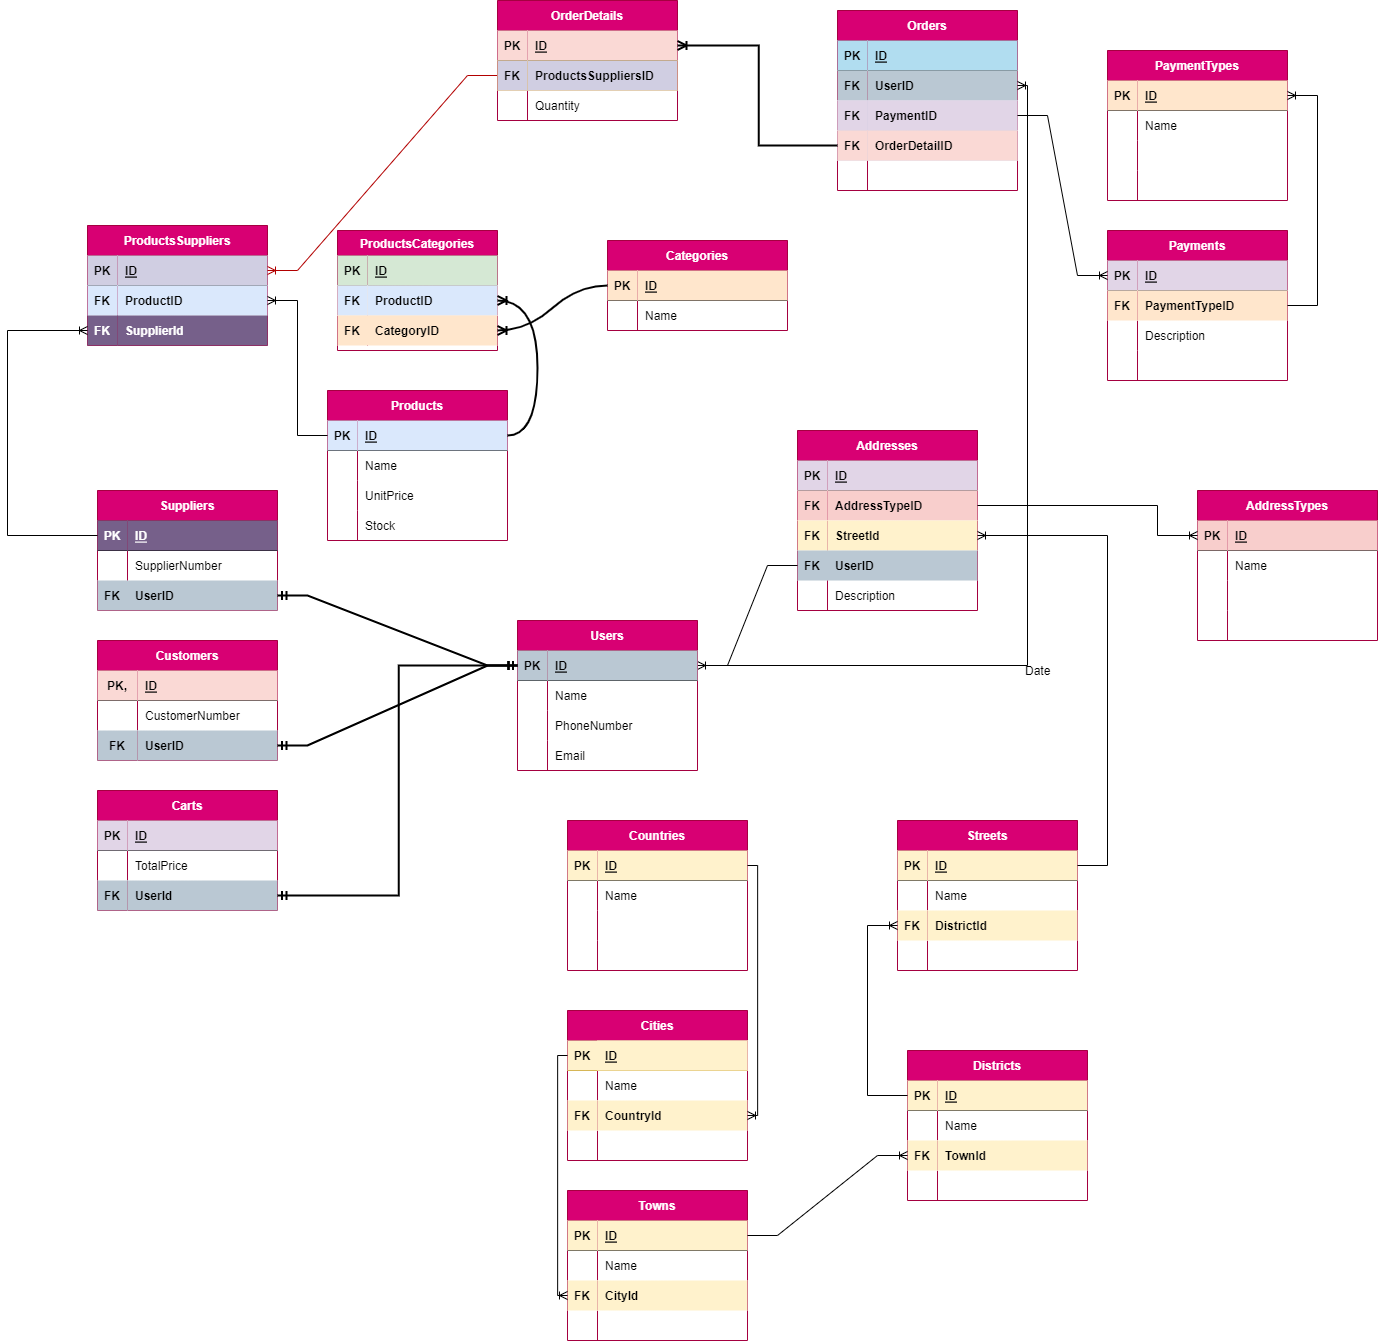 OrderDetails
PK ID
FK ProductsSuppliersID
Quantity
Orders
PK ID
FK UserID
FK PaymentID
FK OrderDetailID
PaymentTypes
PK ID
Name
ProductsSuppliers
PK ID
FK ProductID
FK SupplierId
ProductsCategories
PK ID
FK ProductID
FK CategoryID
Categories
PK ID
Name
Payments
PK ID
FK PaymentTypeID
Description
Products
PK ID
Name
UnitPrice
Stock
Addresses
PK ID
FK AddressTypeID
FK StreetId
FK UserID
Description
AddressTypes
PK ID
Name
Suppliers
PK ID
SupplierNumber
FK UserID
Users
PK ID
Name
PhoneNumber
Email
Date
Customers
PK, ID
CustomerNumber
FK UserID
Carts
PK ID
TotalPrice
FK UserId
Countries
PK ID
Name
Streets
PK ID
Name
FK DistrictId
Cities
PK ID
Name
FK CountryId
Districts
PK ID
Name
FK TownId
Towns
PK ID
Name
FK CityId